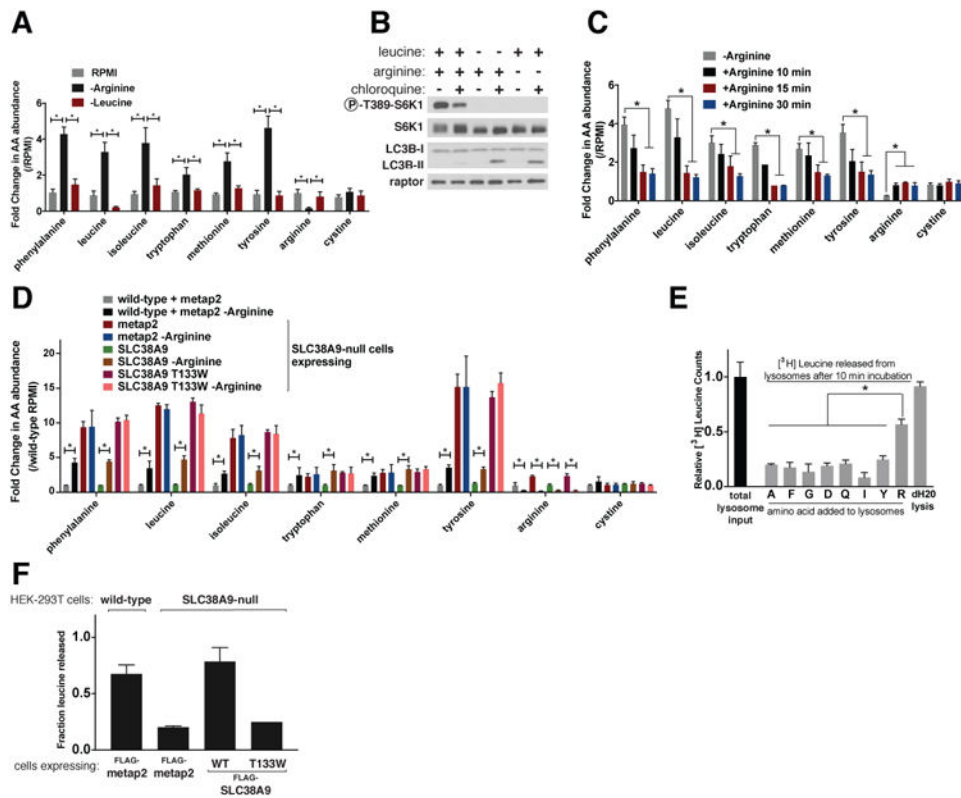 A
RPMI
-Arginine
-Leucine
Fold Change in AA abundance
(/RPMI)
6
4
2
0
* * * * * * * * * * * * * *
phenylalanine
leucine
isoleucine
tryptophan
methionine
tyrosine
arginine
cystine
B
leucine: + + - - + +
arginine: + + + + - -
chloroquine: - + - + - +
Ⓟ-T389-S6K1
S6K1
LC3B-I
LC3B-II
raptor
C
-Arginine
+Arginine 10 min
+Arginine 15 min
+Arginine 30 min
Fold Change in AA abundance
(/RPMI)
6
4
2
0
* * * * * * *
phenylalanine
leucine
isoleucine
tryptophan
methionine
tyrosine
arginine
cystine
D
wild-type + metap2
wild-type + metap2 -Arginine
metap2
metap2 -Arginine
SLC38A9
SLC38A9 -Arginine
SLC38A9 T133W
SLC38A9 T133W -Arginine
SLC38A9-null cells
expressing
Fold Change in AA abundance
(/wild-type RPMI)
20
15
10
5
0
* * * * * * * * * * * * * * * *
phenylalanine
leucine
isoleucine
tryptophan
methionine
tyrosine
arginine
cystine
E
[³H] Leucine released from
lysosomes after 10 min incubation
*
Relative [³H] Leucine Counts
1.0
0.5
0.0
A F G D Q I Y R
total
lysosome
input
amino acid added to lysosomes
dH20
lysis
F
HEK-293T cells: wild-type SLC38A9-null
Fraction leucine released
1.0
0.5
0.0
cells expressing:
FLAG-
metap2
FLAG-
metap2
WT T133W
FLAG-
SLC38A9